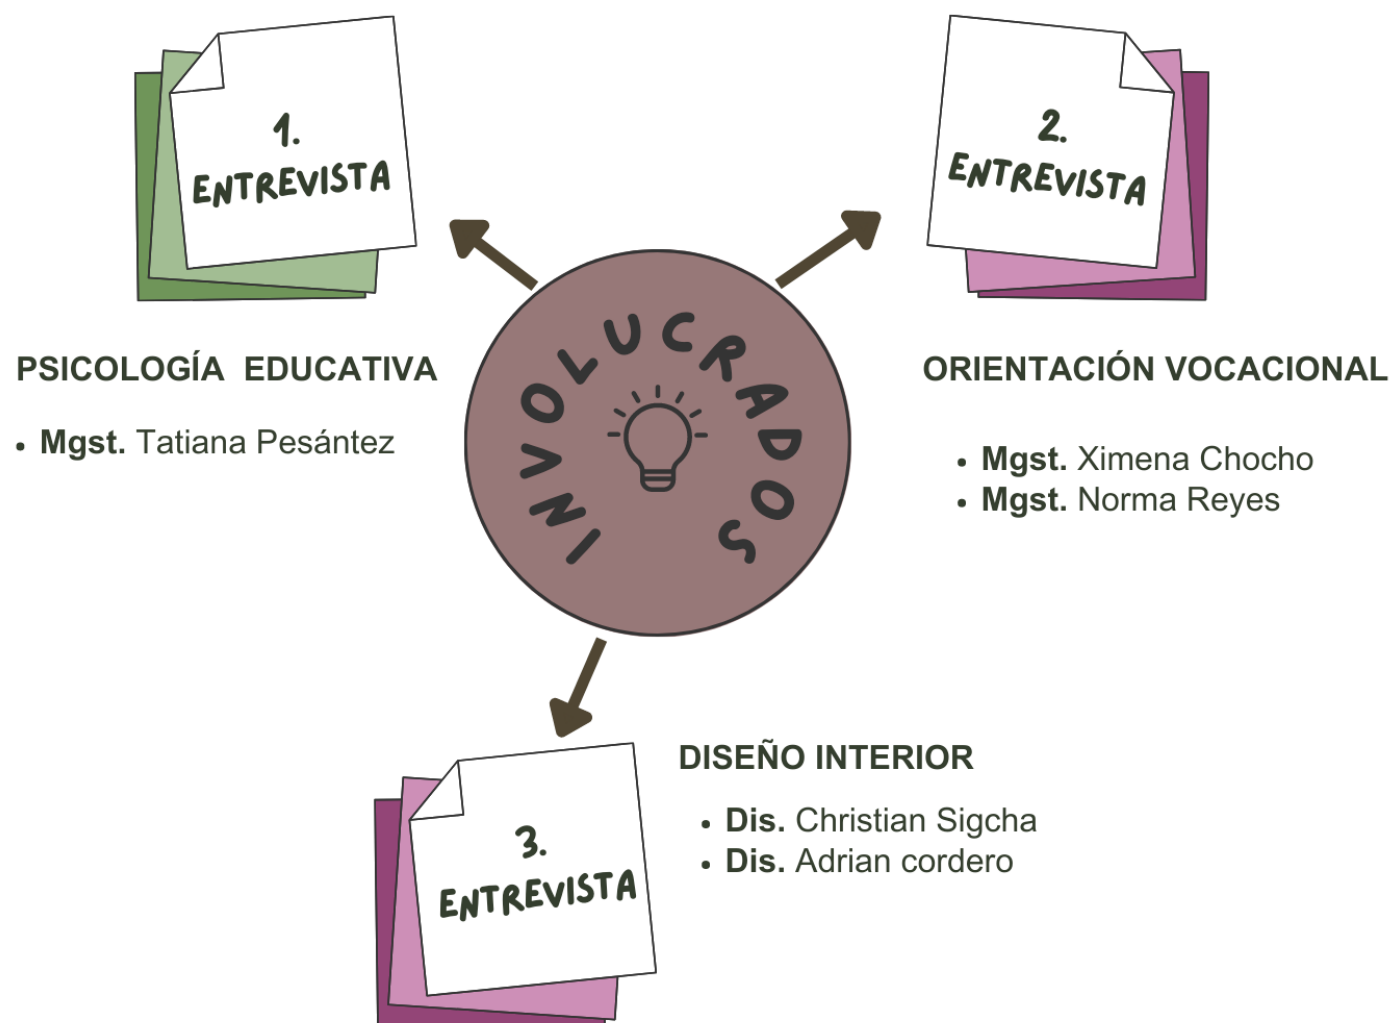 1.
ENTREVISTA
2.
ENTREVISTA
PSICOLOGÍA EDUCATIVA
• Mgst. Tatiana Pesántez
INVOLUCRADOS
ORIENTACIÓN VOCACIONAL
• Mgst. Ximena Chocho
• Mgst. Norma Reyes
3.
ENTREVISTA
DISEÑO INTERIOR
• Dis. Christian Sigcha
• Dis. Adrian cordero